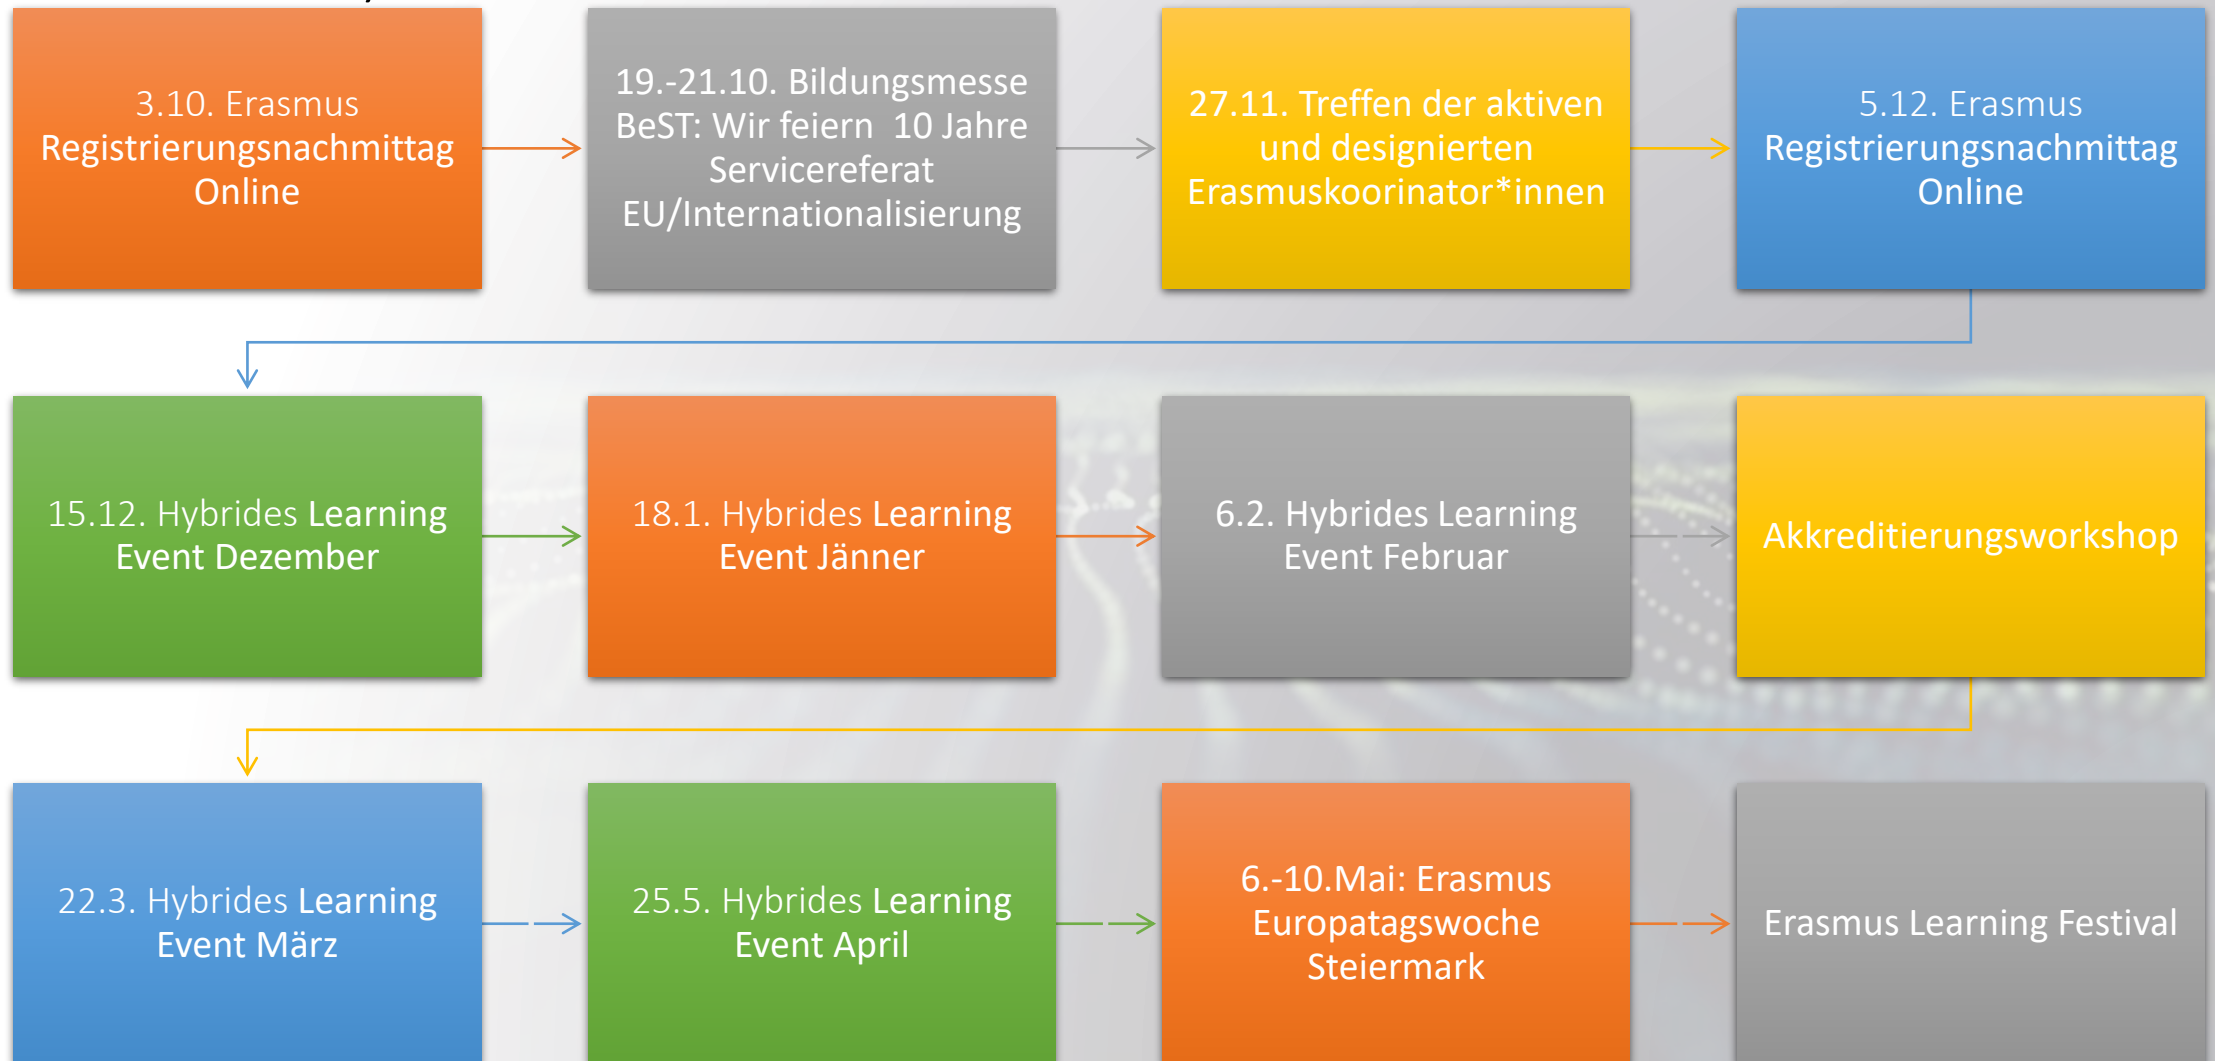 3.10. Erasmus
Registrierungsnachmittag
Online
19.-21.10. Bildungsmesse
BeST: Wir feiern  10 Jahre
Servicereferat
EU/Internationalisierung
27.11. Treffen der aktiven
und designierten
Erasmuskoorinator*innen
5.12. Erasmus
Registrierungsnachmittag
Online
15.12. Hybrides Learning
Event Dezember
18.1. Hybrides Learning
Event Jänner
6.2. Hybrides Learning
Event Februar
Akkreditierungsworkshop
22.3. Hybrides Learning
Event März
25.5. Hybrides Learning
Event April
6.-10.Mai: Erasmus
Europatagswoche
Steiermark
Erasmus Learning Festival